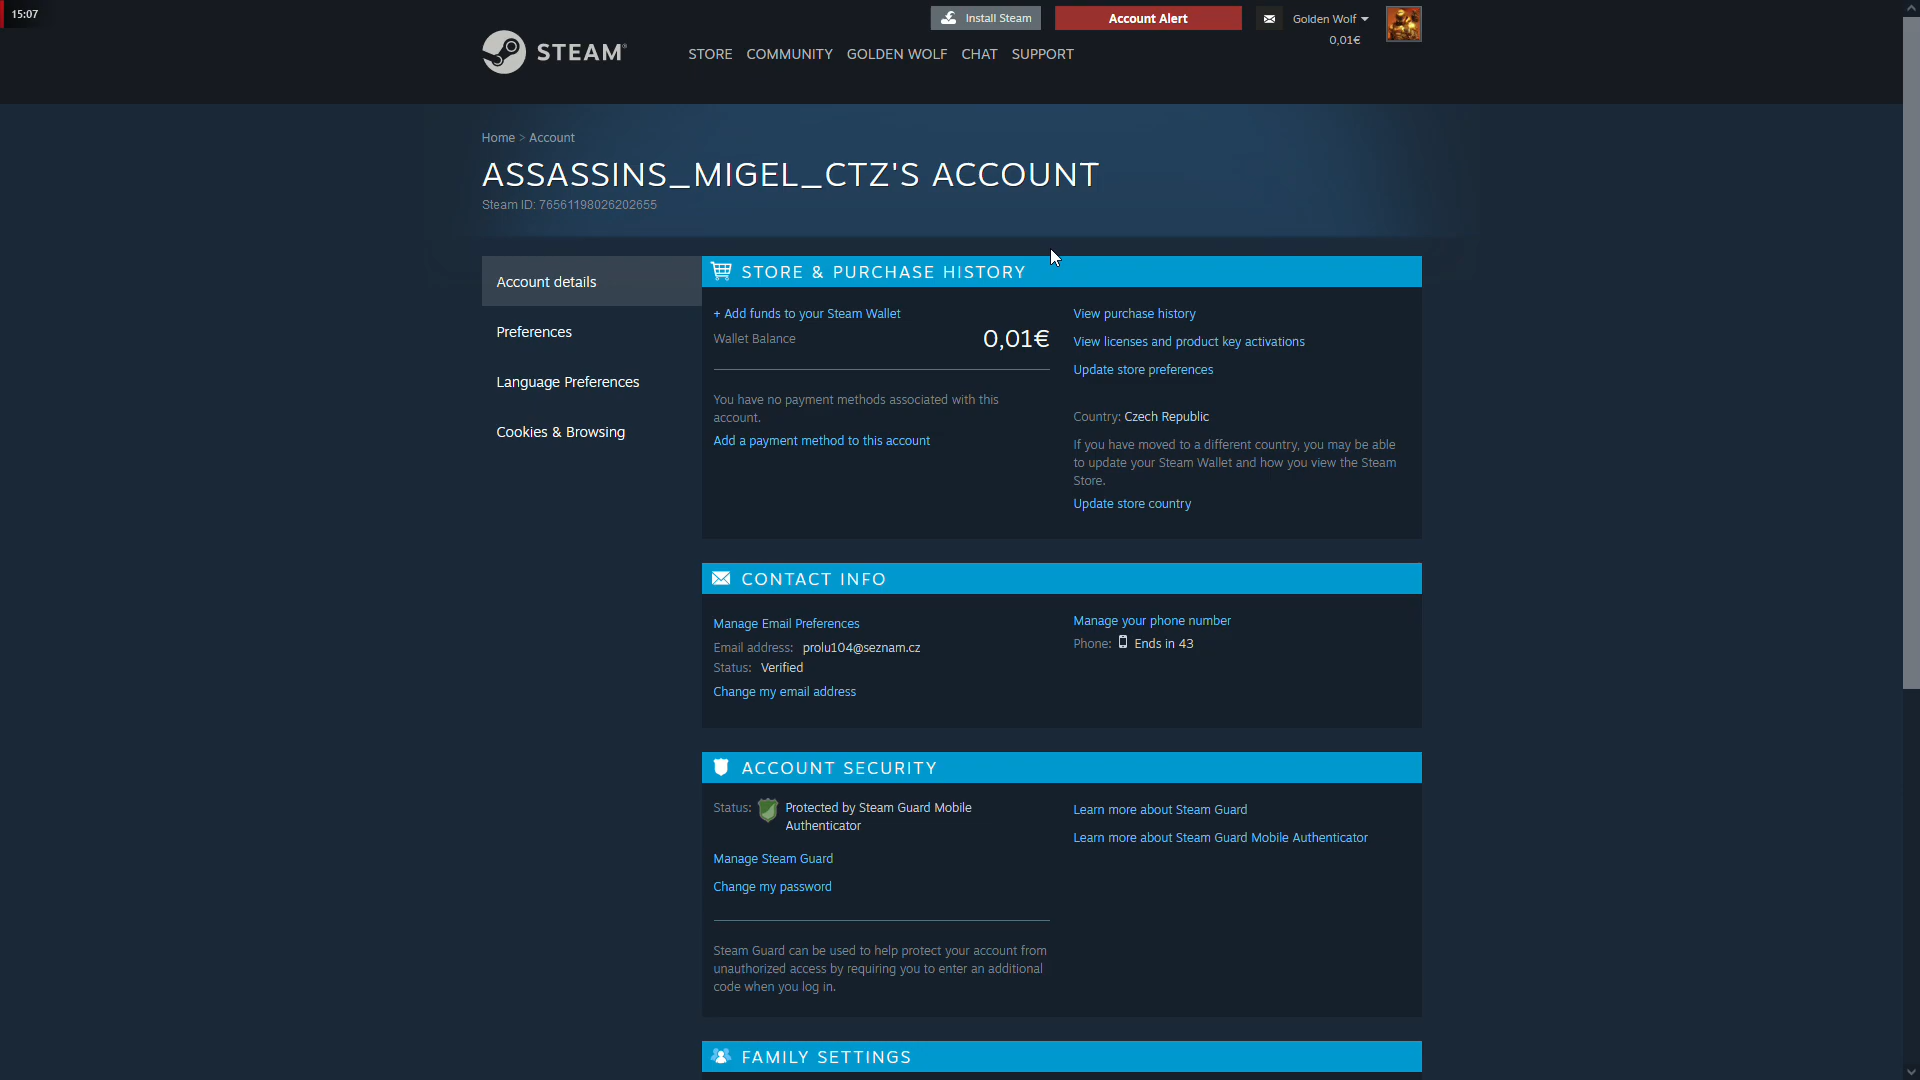 15:07
Install Steam
Account Alert
Golden Wolf
0,01€
STEAM®
STORE COMMUNITY GOLDEN WOLF CHAT SUPPORT
Home > Account
ASSASSINS_MIGEL_CTZ'S ACCOUNT
Steam ID: 76561198026202655
Account details
Preferences
Language Preferences
Cookies & Browsing
STORE & PURCHASE HISTORY
+ Add funds to your Steam Wallet
Wallet Balance 0,01€
You have no payment methods associated with this
account.
Add a payment method to this account
View purchase history
View licenses and product key activations
Update store preferences
Country: Czech Republic
If you have moved to a different country, you may be able
to update your Steam Wallet and how you view the Steam
Store.
Update store country
CONTACT INFO
Manage Email Preferences
Email address: prolu104@seznam.cz
Status: Verified
Change my email address
Manage your phone number
Phone: Ends in 43
ACCOUNT SECURITY
Status: Protected by Steam Guard Mobile
Authenticator
Manage Steam Guard
Change my password
Steam Guard can be used to help protect your account from
unauthorized access by requiring you to enter an additional
code when you log in.
Learn more about Steam Guard
Learn more about Steam Guard Mobile Authenticator
FAMILY SETTINGS